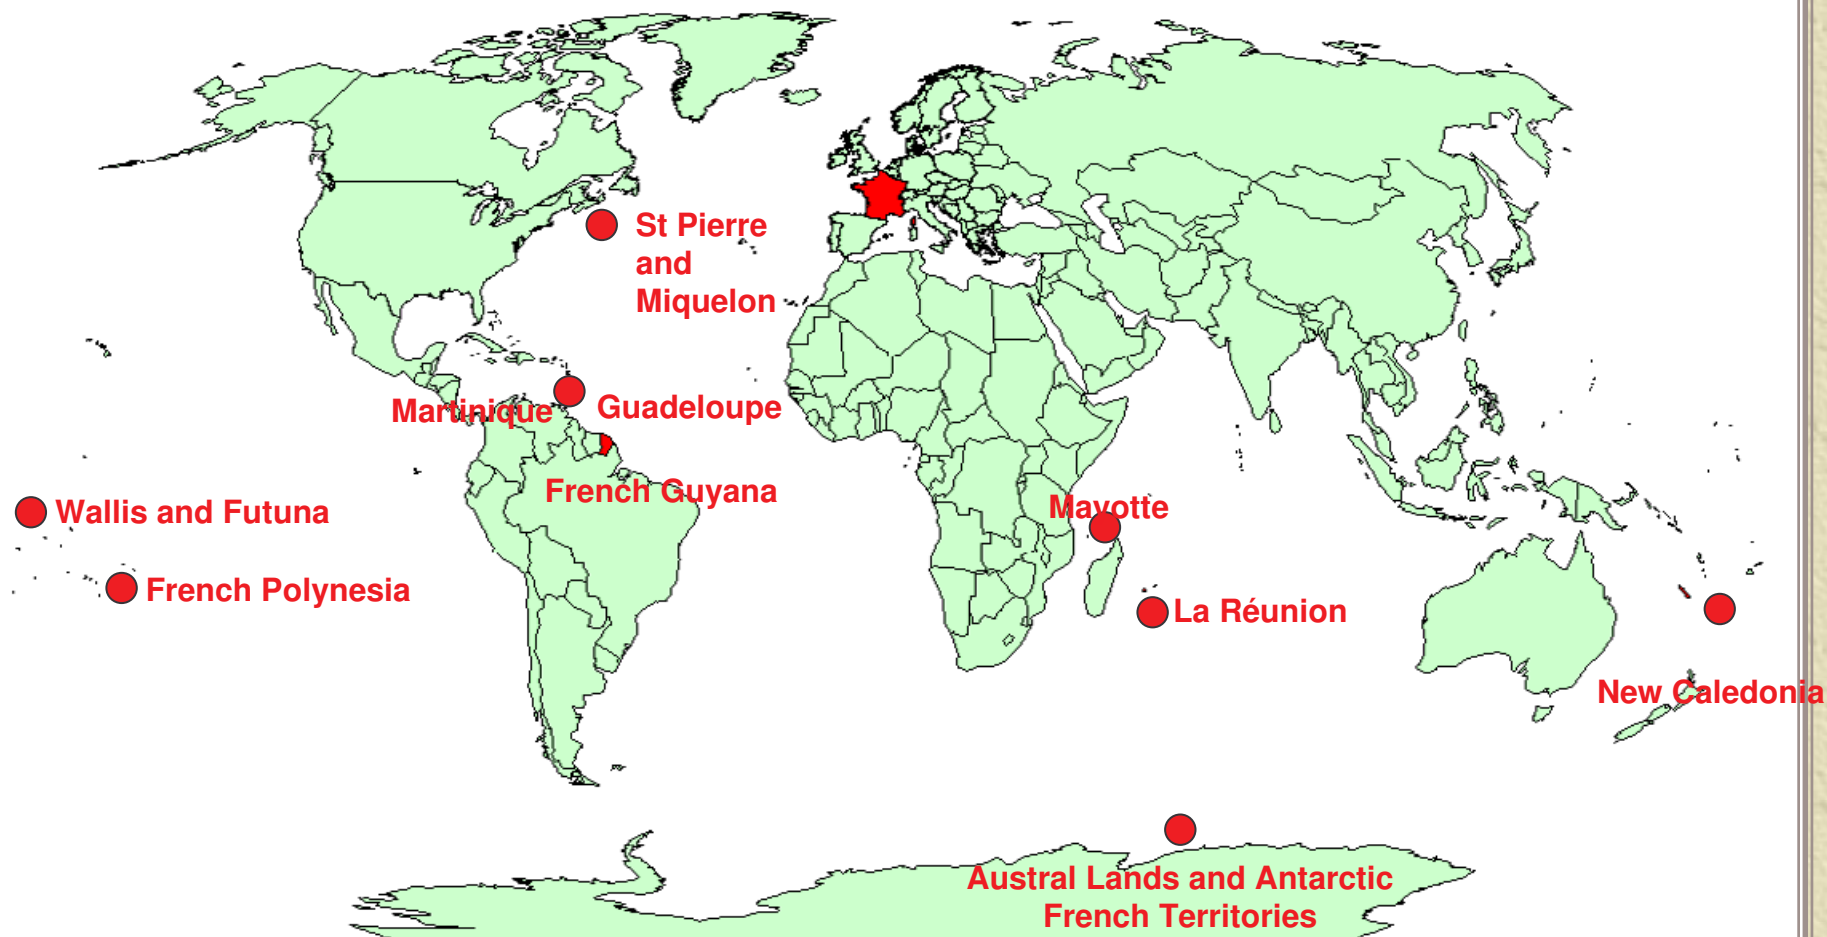 St Pierre
and
Miquelon
Martinique
Guadeloupe
French Guyana
Wallis and Futuna
Mayotte
French Polynesia
La Réunion
New Caledonia
Austral Lands and Antarctic
French Territories